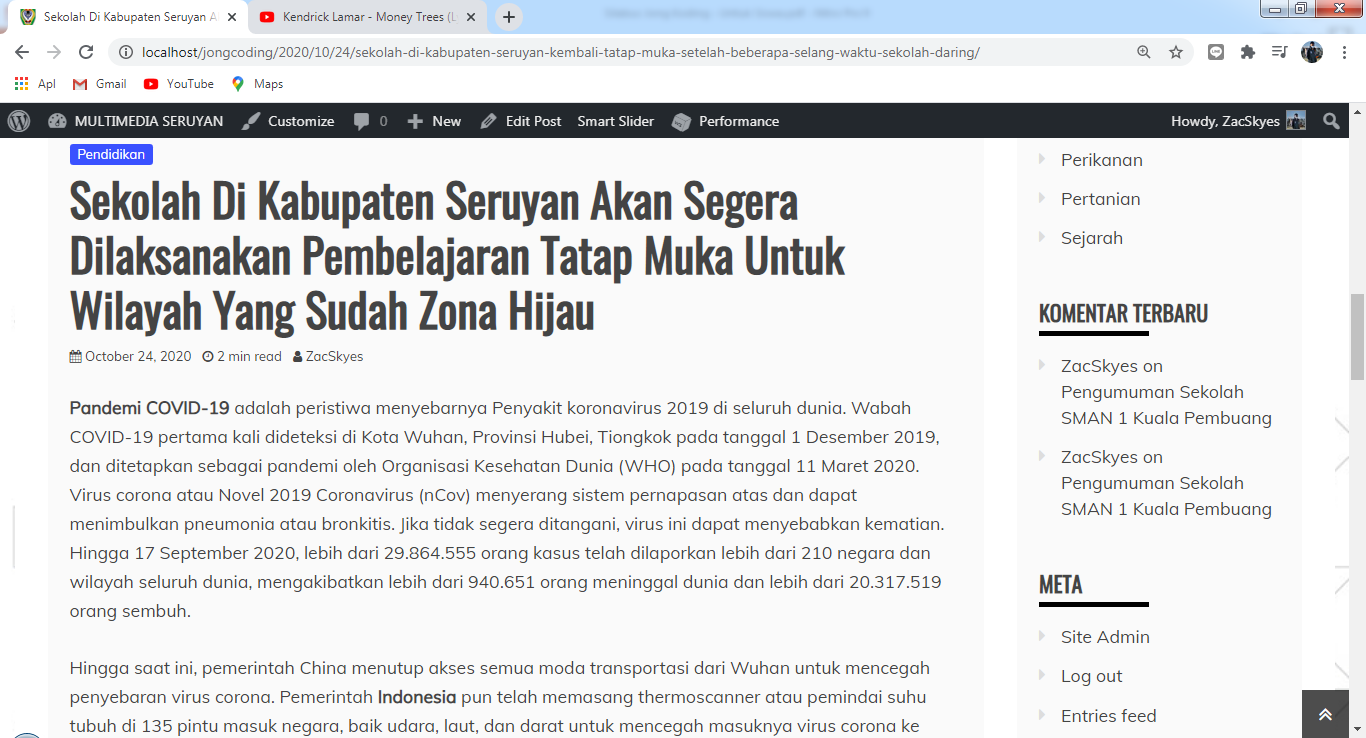 Sekolah Di Kabupaten Seruyan A
Kendrick Lamar - Money Trees (L
localhost/jongcoding/2020/10/24/sekolah-di-kabupaten-seruyan-kembali-tatap-muka-setelah-beberapa-selang-waktu-sekolah-daring/
Apl Gmail YouTube Maps
MULTIMEDIA SERUYAN Customize 0 New Edit Post Smart Slider Performance Howdy, ZacSkyes
Pendidikan
Sekolah Di Kabupaten Seruyan Akan Segera
Dilaksanakan Pembelajaran Tatap Muka Untuk
Wilayah Yang Sudah Zona Hijau
October 24, 2020 2 min read ZacSkyes
Pandemi COVID-19 adalah peristiwa menyebarnya Penyakit koronavirus 2019 di seluruh dunia. Wabah
COVID-19 pertama kali dideteksi di Kota Wuhan, Provinsi Hubei, Tiongkok pada tanggal 1 Desember 2019,
dan ditetapkan sebagai pandemi oleh Organisasi Kesehatan Dunia (WHO) pada tanggal 11 Maret 2020.
Virus corona atau Novel 2019 Coronavirus (nCov) menyerang sistem pernapasan atas dan dapat
menimbulkan pneumonia atau bronkitis. Jika tidak segera ditangani, virus ini dapat menyebabkan kematian.
Hingga 17 September 2020, lebih dari 29.864.555 orang kasus telah dilaporkan lebih dari 210 negara dan
wilayah seluruh dunia, mengakibatkan lebih dari 940.651 orang meninggal dunia dan lebih dari 20.317.519
orang sembuh.
Hingga saat ini, pemerintah China menutup akses semua moda transportasi dari Wuhan untuk mencegah
penyebaran virus corona. Pemerintah Indonesia pun telah memasang thermoscanner atau pemindai suhu
tubuh di 135 pintu masuk negara, baik udara, laut, dan darat untuk mencegah masuknya virus corona ke
Perikanan
Pertanian
Sejarah
KOMENTAR TERBARU
ZacSkyes on
Pengumuman Sekolah
SMAN 1 Kuala Pembuang
ZacSkyes on
Pengumuman Sekolah
SMAN 1 Kuala Pembuang
META
Site Admin
Log out
Entries feed